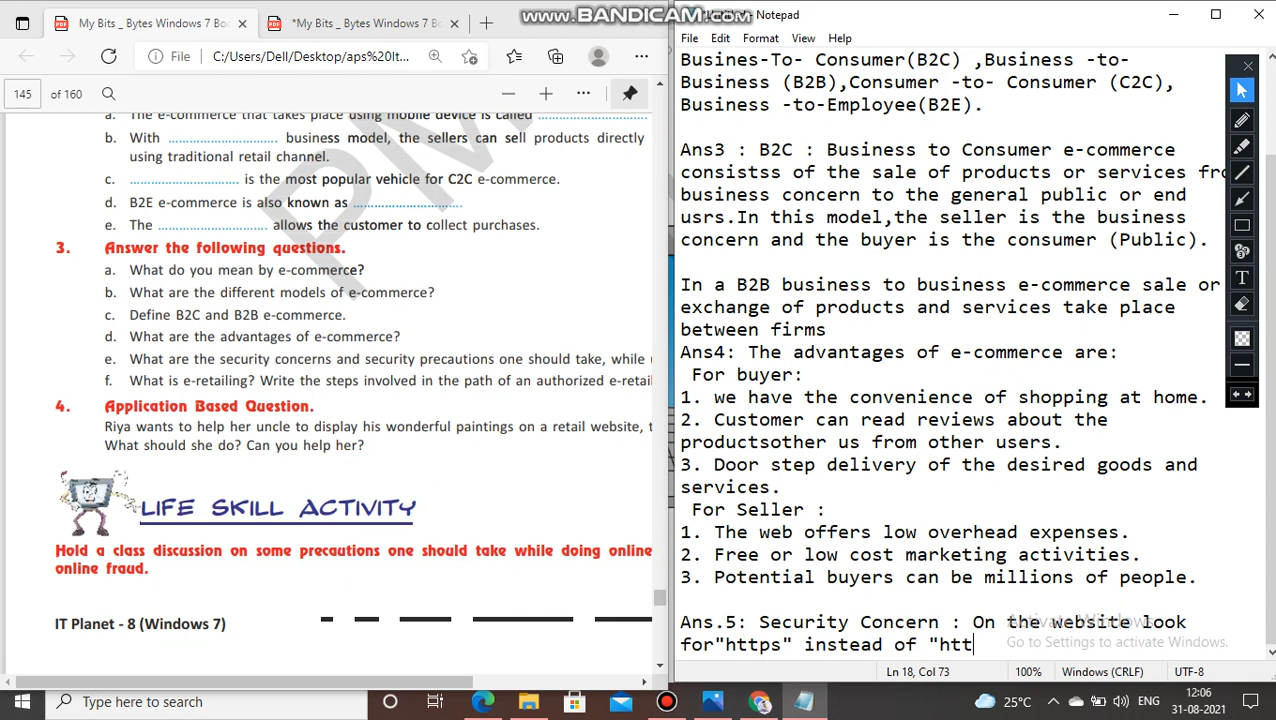 My Bits _ Bytes Windows 7 Bo
*My Bits _ Bytes Windows 7 Bo
www.BANDICAM.com
Notepad
File
C:/Users/Dell/Desktop/aps%20It...
File Edit Format View Help
145 of 160
a. The e-commerce that takes place using mobile device is called
b. With business model, the sellers can sell products directly
using traditional retail channel.
c. is the most popular vehicle for C2C e-commerce.
d. B2E e-commerce is also known as
e. The allows the customer to collect purchases.
3. Answer the following questions.
a. What do you mean by e-commerce?
b. What are the different models of e-commerce?
c. Define B2C and B2B e-commerce.
d. What are the advantages of e-commerce?
e. What are the security concerns and security precautions one should take, while
f. What is e-retailing? Write the steps involved in the path of an authorized e-retai
4. Application Based Question.
Riya wants to help her uncle to display his wonderful paintings on a retail website, t
What should she do? Can you help her?
LIFE SKILL ACTIVITY
Hold a class discussion on some precautions one should take while doing online
online fraud.
IT Planet - 8 (Windows 7)
Busines-To- Consumer(B2C) ,Business -to-
Business (B2B),Consumer -to- Consumer (C2C),
Business -to-Employee(B2E).
Ans3 : B2C : Business to Consumer e-commerce
consistss of the sale of products or services fro
business concern to the general public or end
usrs.In this model,the seller is the business
concern and the buyer is the consumer (Public).
In a B2B business to business e-commerce sale or
exchange of products and services take place
between firms
Ans4: The advantages of e-commerce are:
For buyer:
1. we have the convenience of shopping at home.
2. Customer can read reviews about the
productsother us from other users.
3. Door step delivery of the desired goods and
services.
For Seller :
1. The web offers low overhead expenses.
2. Free or low cost marketing activities.
3. Potential buyers can be millions of people.
Ans.5: Security Concern : On the website look
for"https" instead of "htt
Activate Windows
Go to Settings to activate Windows.
Ln 18, Col 73 100% Windows (CRLF) UTF-8
Type here to search
25°C
ENG
12:06
31-08-2021